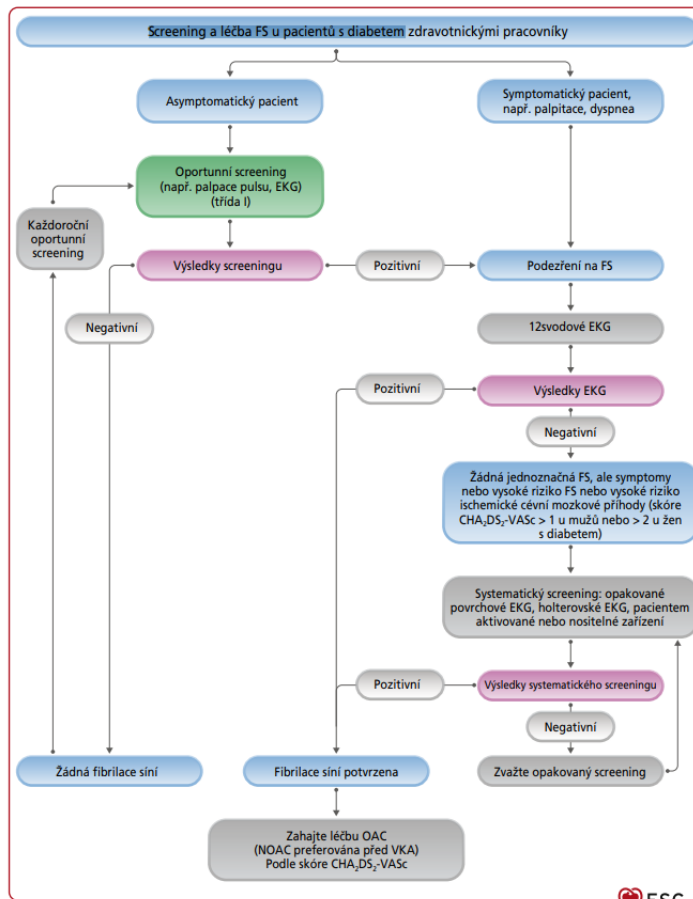 Screening a léčba FS u pacientů s diabetem zdravotnickými pracovníky
Asymptomatický pacient
Symptomatický pacient,
např. palpitace, dyspnea
Oportunní screening
(např. palpace pulsu, EKG)
(třída I)
Každoroční
oportunní
screening
Výsledky screeningu
Pozitivní
Podezření na FS
Negativní
12svodové EKG
Pozitivní
Výsledky EKG
Negativní
Žádná jednoznačná FS, ale symptomy
nebo vysoké riziko FS nebo vysoké riziko
ischemické cévní mozkové příhody (skóre
CHA₂DS₂-VASc > 1 u mužů nebo > 2 u žen
s diabetem)
Systematický screening: opakované
povrchové EKG, holterovské EKG, pacientem
aktivované nebo nositelné zařízení
Pozitivní
Výsledky systematického screeningu
Negativní
Žádná fibrilace síní
Fibrilace síní potvrzena
Zvažte opakovaný screening
Zahajte léčbu OAC
(NOAC preferována před VKA)
Podle skóre CHA₂DS₂-VASc
ESC